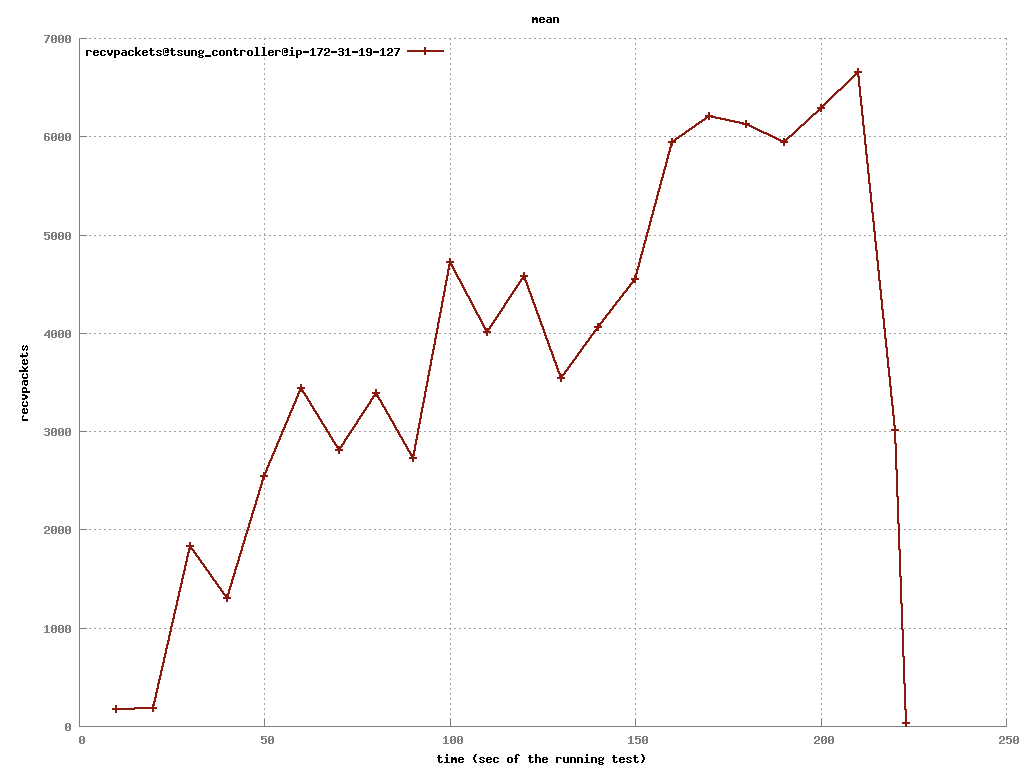 mean
7000
recvpackets@tsung_controller@ip-172-31-19-127
6000
5000
4000
recvpackets
3000
2000
1000
0
0 50 100 150 200 250
time (sec of the running test)